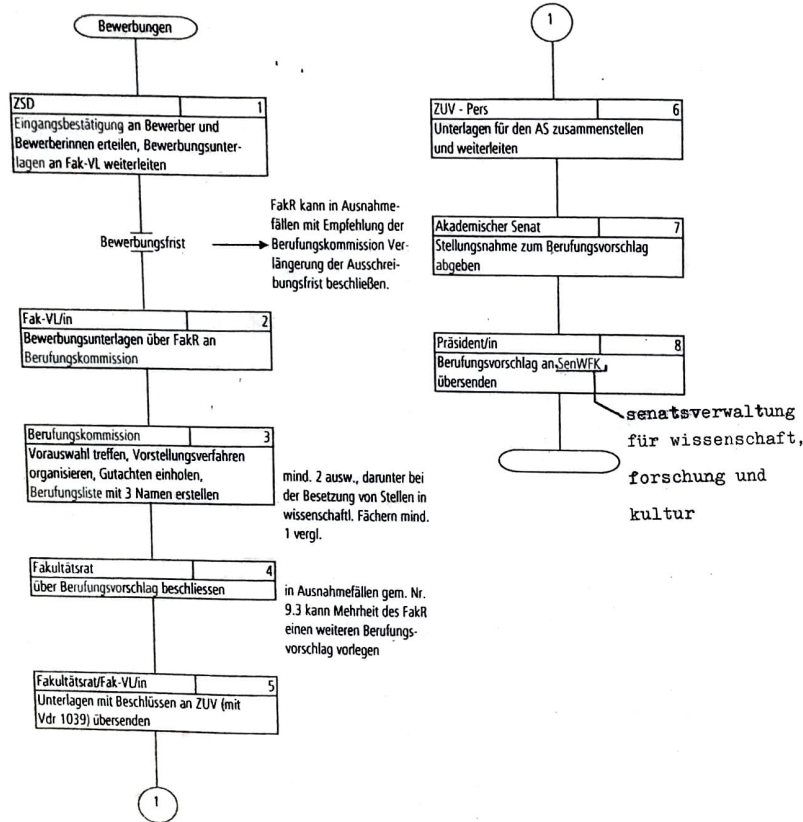 Bewerbungen
ZSD 1
Eingangsbestätigung an Bewerber und
Bewerberinnen erteilen, Bewerbungsunter-
lagen an Fak-VL weiterleiten
Bewerbungsfrist
FakR kann in Ausnahme-
fällen mit Empfehlung der
Berufungskommission Ver-
längerung der Ausschrei-
bungsfrist beschließen.
Fak-VL/in 2
Bewerbungsunterlagen über FakR an
Berufungskommission
Berufungskommission 3
Vorauswahl treffen, Vorstellungsverfahren
organisieren, Gutachten einholen,
Berufungsliste mit 3 Namen erstellen
mind. 2 ausw., darunter bei
der Besetzung von Stellen in
wissenschaftl. Fächern mind.
1 vergl.
Fakultätsrat 4
über Berufungsvorschlag beschliessen
in Ausnahmefällen gem. Nr.
9.3 kann Mehrheit des FakR
einen weiteren Berufungs-
vorschlag vorlegen
Fakultätsrat/Fak-VL/in 5
Unterlagen mit Beschlüssen an ZUV (mit
Vdr 1039) übersenden
1
1
ZUV - Pers 6
Unterlagen für den AS zusammenstellen
und weiterleiten
Akademischer Senat 7
Stellungsnahme zum Berufungsvorschlag
abgeben
Präsident/in 8
Berufungsvorschlag an SenWFK
übersenden
senatsverwaltung
für wissenschaft,
forschung und
kultur